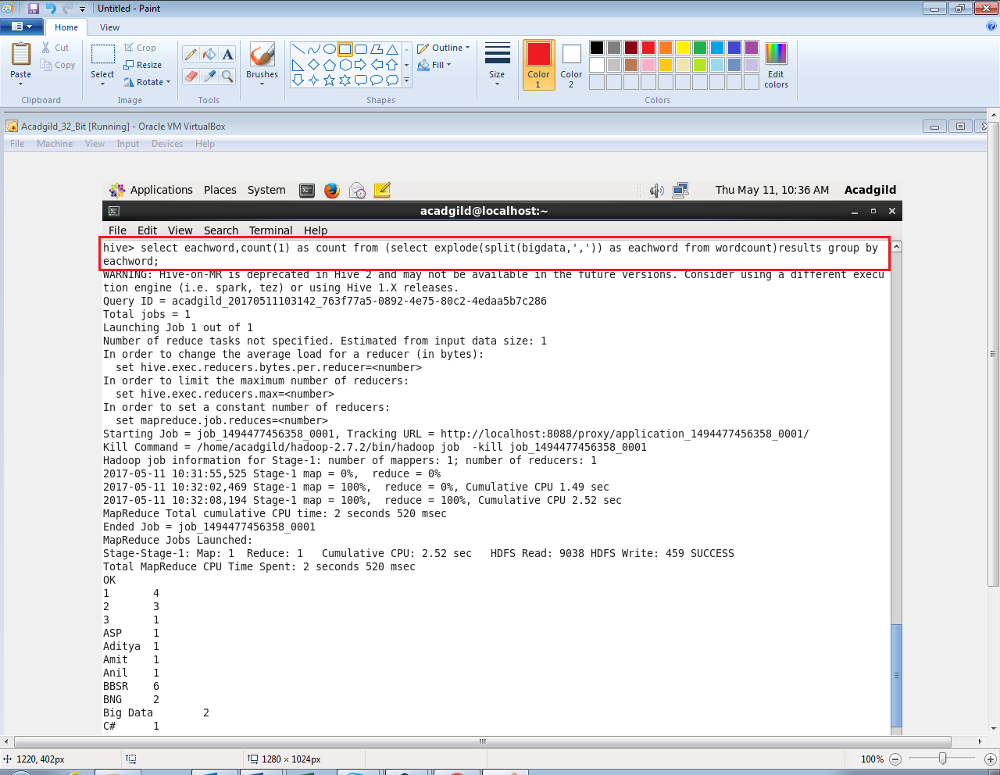 Untitled - Paint
Home
View
Paste
Cut
Copy
Clipboard
Select
Crop
Resize
Rotate
Image
A
Tools
Brushes
Outline
Fill
Shapes
Size
Color 1
Color 2
Edit colors
Colors
Acadgild_32_Bit [Running] - Oracle VM VirtualBox
File Machine View Input Devices Help
Applications Places System
Thu May 11, 10:36 AM Acadgild
acadgild@localhost:~
File Edit View Search Terminal Help
hive> select eachword,count(1) as count from (select explode(split(bigdata,',')) as eachword from wordcount)results group by
eachword;
WARNING: Hive-on-MR is deprecated in Hive 2 and may not be available in the future versions. Consider using a different execu
tion engine (i.e. spark, tez) or using Hive 1.X releases.
Query ID = acadgild_20170511103142_763f77a5-0892-4e75-80c2-4edaa5b7c286
Total jobs = 1
Launching Job 1 out of 1
Number of reduce tasks not specified. Estimated from input data size: 1
In order to change the average load for a reducer (in bytes):
  set hive.exec.reducers.bytes.per.reducer=<number>
In order to limit the maximum number of reducers:
  set hive.exec.reducers.max=<number>
In order to set a constant number of reducers:
  set mapreduce.job.reduces=<number>
Starting Job = job_1494477456358_0001, Tracking URL = http://localhost:8088/proxy/application_1494477456358_0001/
Kill Command = /home/acadgild/hadoop-2.7.2/bin/hadoop job  -kill job_1494477456358_0001
Hadoop job information for Stage-1: number of mappers: 1; number of reducers: 1
2017-05-11 10:31:55,525 Stage-1 map = 0%,  reduce = 0%
2017-05-11 10:32:02,469 Stage-1 map = 100%,  reduce = 0%, Cumulative CPU 1.49 sec
2017-05-11 10:32:08,194 Stage-1 map = 100%,  reduce = 100%, Cumulative CPU 2.52 sec
MapReduce Total cumulative CPU time: 2 seconds 520 msec
Ended Job = job_1494477456358_0001
MapReduce Jobs Launched:
Stage-Stage-1: Map: 1  Reduce: 1   Cumulative CPU: 2.52 sec   HDFS Read: 9038 HDFS Write: 459 SUCCESS
Total MapReduce CPU Time Spent: 2 seconds 520 msec
OK
1       4
2       3
3       1
ASP     1
Aditya  1
Amit    1
Anil    1
BBSR    6
BNG     2
Big Data        2
C#      1
1220, 402px
1280 × 1024px
100%